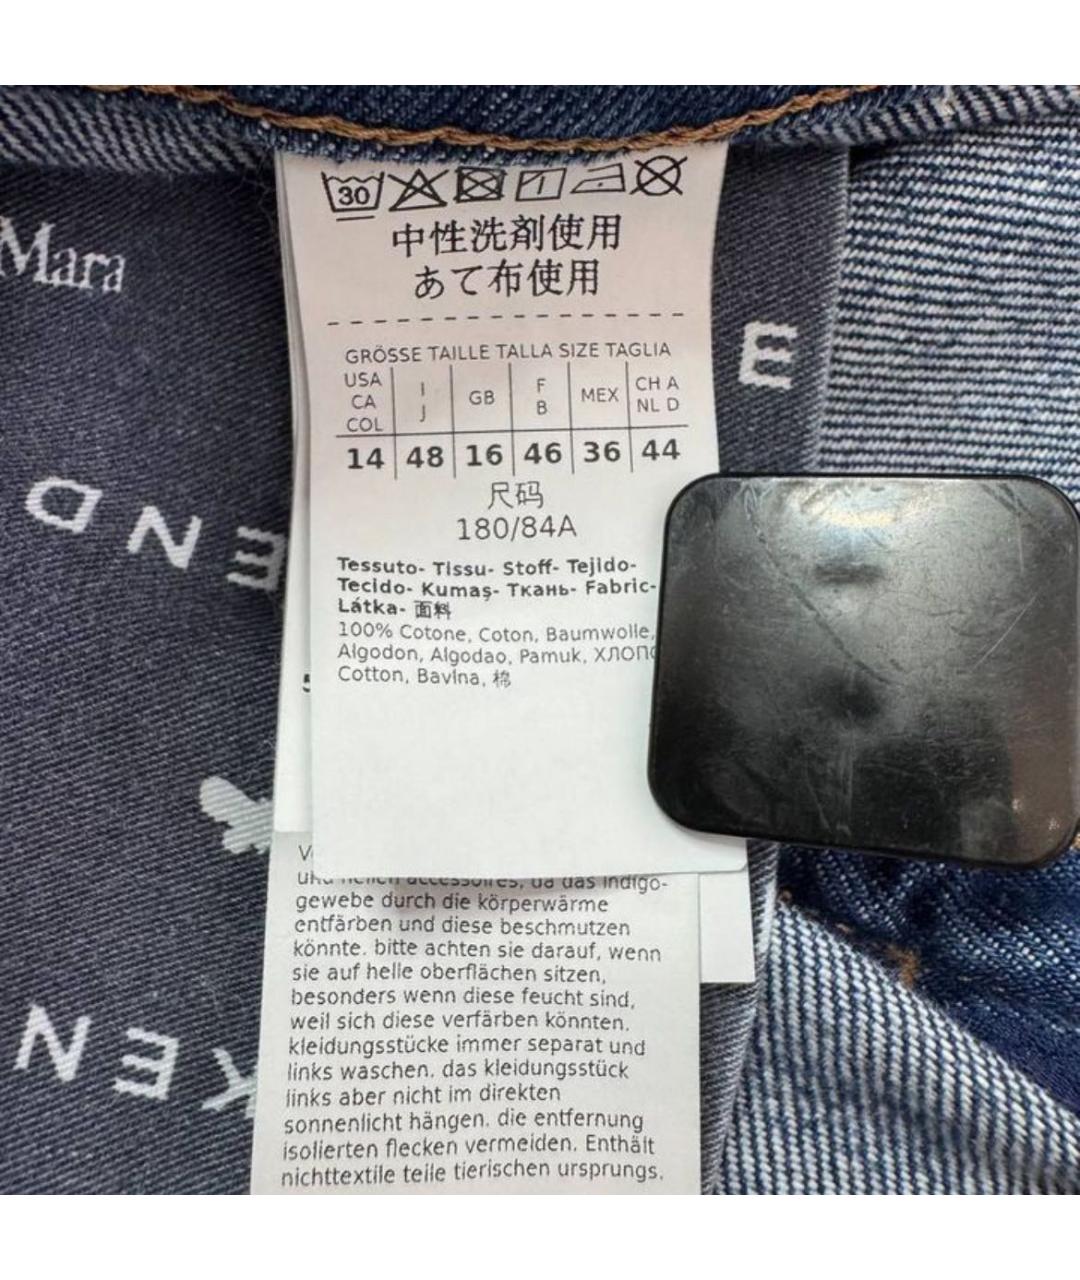 Mara
30
中性洗剤使用
あて布使用
GRÖSSE TAILLE TALLA SIZE TAGLIA
USA CA COL | I J | GB | F B | MEX | CH A NL D
14 | 48 | 16 | 46 | 36 | 44
尺码
180/84A
Tessuto- Tissu- Stoff- Tejido-
Tecido- Kumaş- Ткань- Fabric-
Látka- 面料
100% Cotone, Coton, Baumwolle,
Algodon, Algodao, Pamuk,
Cotton, Bavlna, 棉
E
END
KEN
das indigo-
gewebe durch die körperwärme
entfärben und diese beschmutzen
könnte. bitte achten sie darauf, wenn
sie auf helle oberflächen sitzen,
besonders wenn diese feucht sind,
weil sich diese verfärben könnten.
kleidungsstücke immer separat und
links waschen. das kleidungsstück
links aber nicht im direkten
sonnenlicht hängen. die entfernung
isolierten flecken vermeiden. Enthält
nichttextile teile tierischen ursprungs.